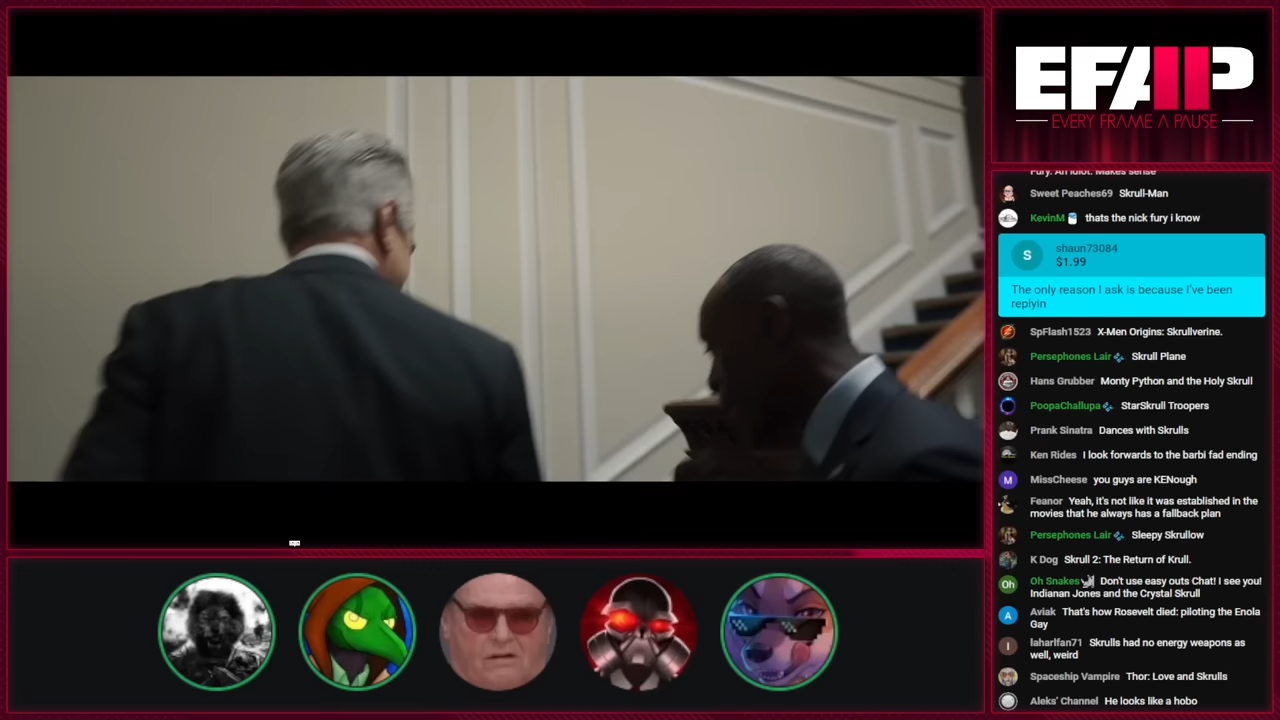 EFAP
EVERY FRAME A PAUSE
Fury. An idiot. Makes sense
Sweet Peaches69 Skrull-Man
KevinM thats the nick fury i know
S
shaun73084
$1.99
The only reason I ask is because I've been
replyin
SpFlash1523 X-Men Origins: Skrullverine.
Persephones Lair Skrull Plane
Hans Grubber Monty Python and the Holy Skrull
PoopaChallupa StarSkrull Troopers
Prank Sinatra Dances with Skrulls
Ken Rides I look forwards to the barbi fad ending
M
MissCheese you guys are KENough
Feanor Yeah, it's not like it was established in the
movies that he always has a fallback plan
Persephones Lair Sleepy Skrullow
K Dog Skrull 2: The Return of Krull.
Oh
Oh Snakes Don't use easy outs Chat! I see you!
Indianan Jones and the Crystal Skrull
A
Aviak That's how Rosevelt died: piloting the Enola
Gay
l
laharlfan71 Skrulls had no energy weapons as
well, weird
Spaceship Vampire Thor: Love and Skrulls
Aleks' Channel He looks like a hobo